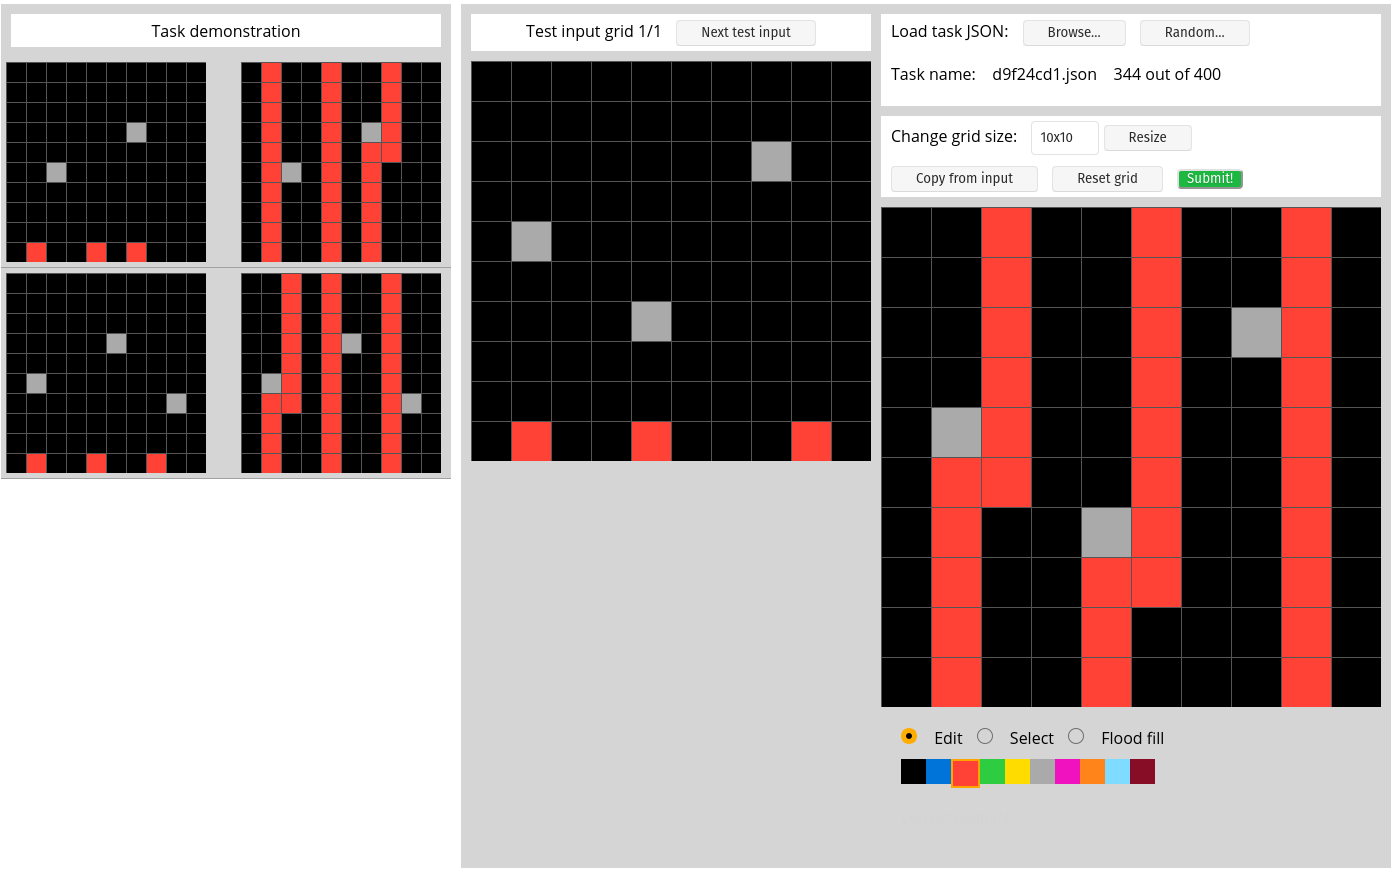 Task demonstration
Test input grid 1/1
Next test input
Load task JSON:
Browse...
Random...
Task name: d9f24cd1.json 344 out of 400
Change grid size:
10x10
Resize
Copy from input
Reset grid
Submit!
Edit
Select
Flood fill